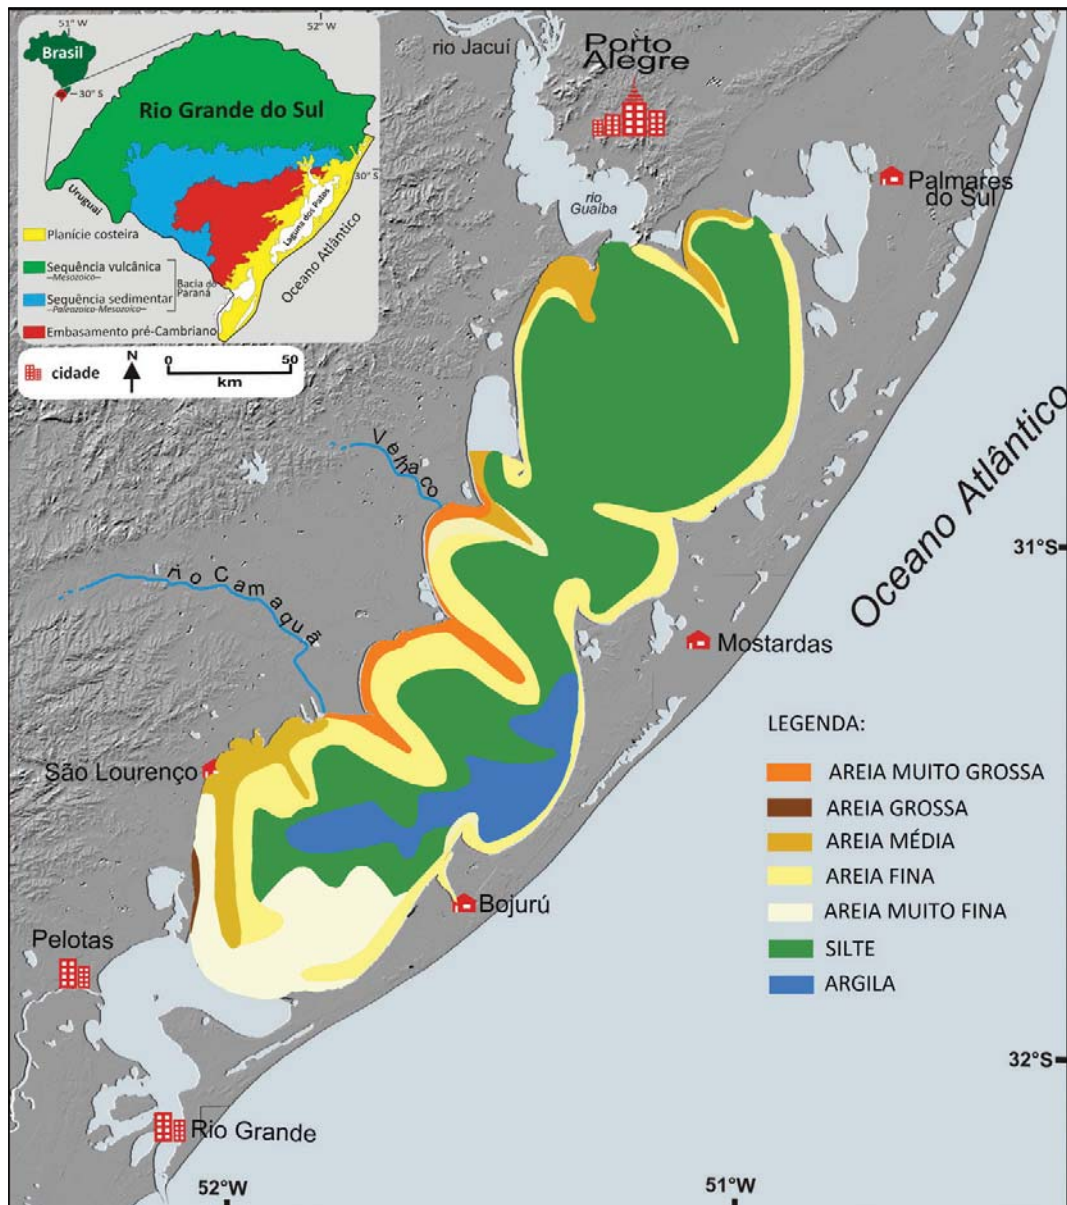 51° W
52° W
Brasil
30° S
Rio Grande do Sul
30° S
Uruguai
Laguna dos Patos
Oceano Atlântico
Planície costeira
Sequência vulcânica
Mesozoico
Bacia do
Paraná
Sequência sedimentar
Paleozoico-Mesozoico
Embasamento pré-Cambriano
cidade
N
0
50
km
rio Jacuí
Porto
Alegre
rio
Guaíba
Palmares
do Sul
Oceano Atlântico
Velhaco
rio Camaquã
31°S
Mostardas
São Lourenço
LEGENDA:
AREIA MUITO GROSSA
AREIA GROSSA
AREIA MÉDIA
AREIA FINA
AREIA MUITO FINA
SILTE
ARGILA
Bojurú
Pelotas
32°S
Rio Grande
52°W
51°W